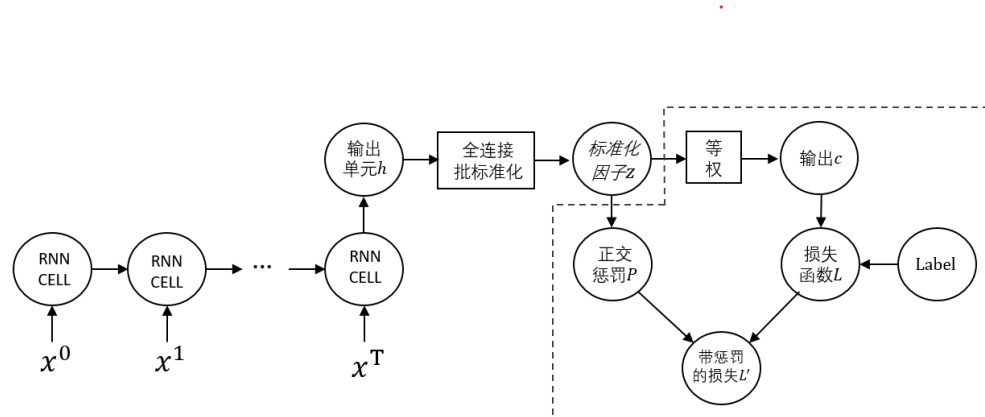 输出
单元h
全连接
批标准化
标准化
因子z
等
权
输出c
RNN
CELL
RNN
CELL
...
RNN
CELL
正交
惩罚P
损失
函数L
Label
x⁰
x¹
xᵀ
带惩罚
的损失L'